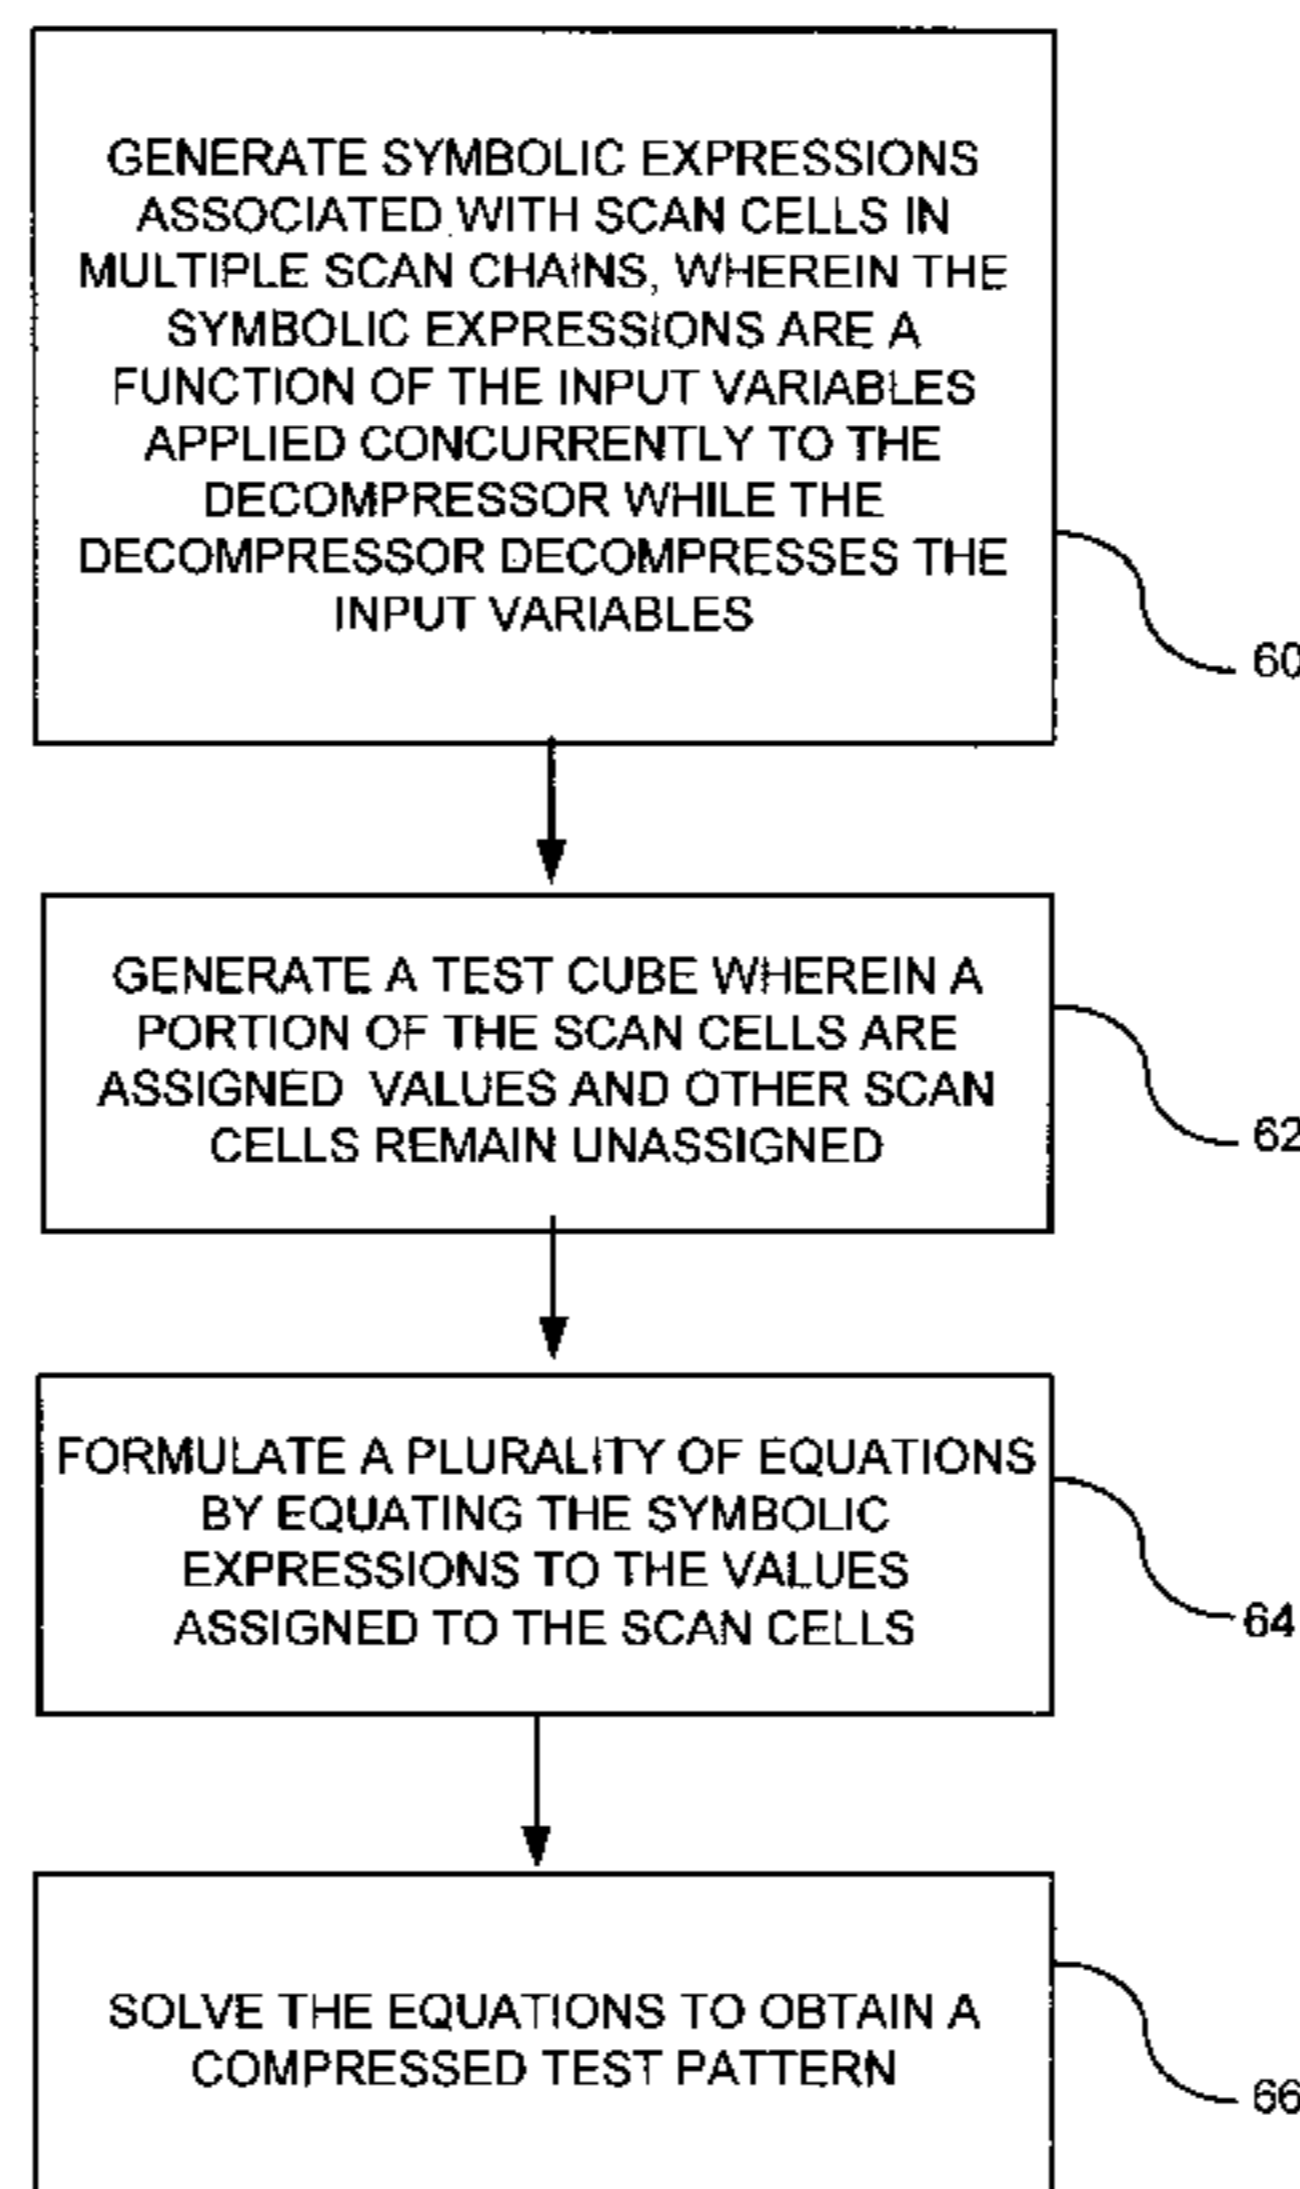 GENERATE SYMBOLIC EXPRESSIONS
ASSOCIATED WITH SCAN CELLS IN
MULTIPLE SCAN CHAINS, WHEREIN THE
SYMBOLIC EXPRESSIONS ARE A
FUNCTION OF THE INPUT VARIABLES
APPLIED CONCURRENTLY TO THE
DECOMPRESSOR WHILE THE
DECOMPRESSOR DECOMPRESSES THE
INPUT VARIABLES
60
GENERATE A TEST CUBE WHEREIN A
PORTION OF THE SCAN CELLS ARE
ASSIGNED VALUES AND OTHER SCAN
CELLS REMAIN UNASSIGNED
62
FORMULATE A PLURALITY OF EQUATIONS
BY EQUATING THE SYMBOLIC
EXPRESSIONS TO THE VALUES
ASSIGNED TO THE SCAN CELLS
64
SOLVE THE EQUATIONS TO OBTAIN A
COMPRESSED TEST PATTERN
66